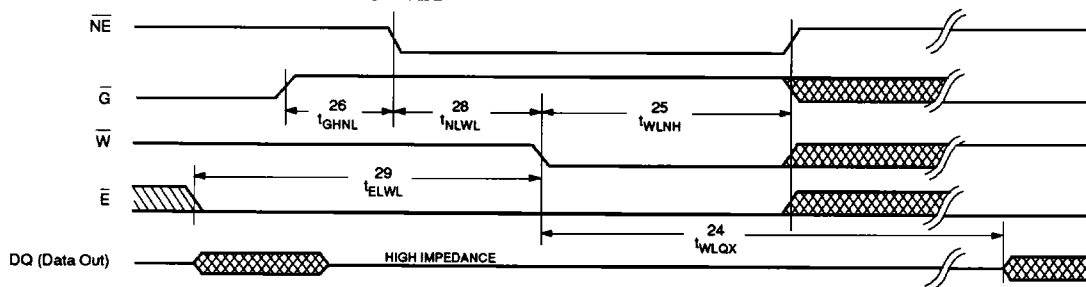 NE
G
26
tGHNL
28
tNLWL
25
tWLNH
W
29
tELWL
E
24
tWLQX
DQ (Data Out)
HIGH IMPEDANCE